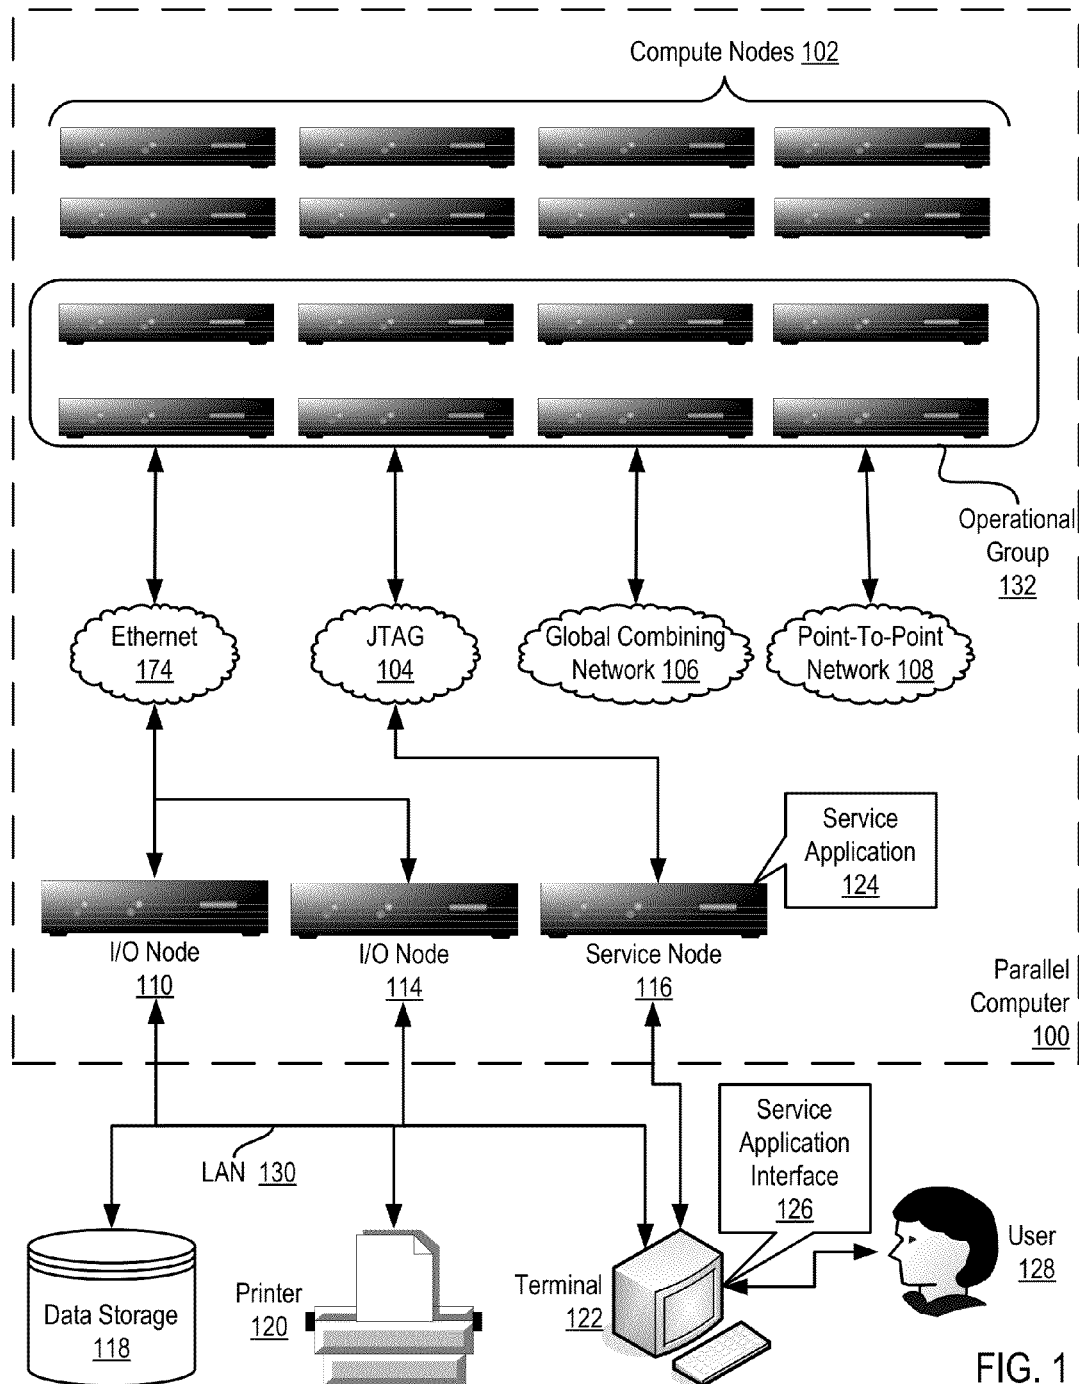 Compute Nodes 102
Operational
Group
132
Ethernet
174
JTAG
104
Global Combining
Network 106
Point-To-Point
Network 108
Service
Application
124
I/O Node
110
I/O Node
114
Service Node
116
Parallel
Computer
100
LAN 130
Service
Application
Interface
126
Data Storage
118
Printer
120
Terminal
122
User
128
FIG. 1